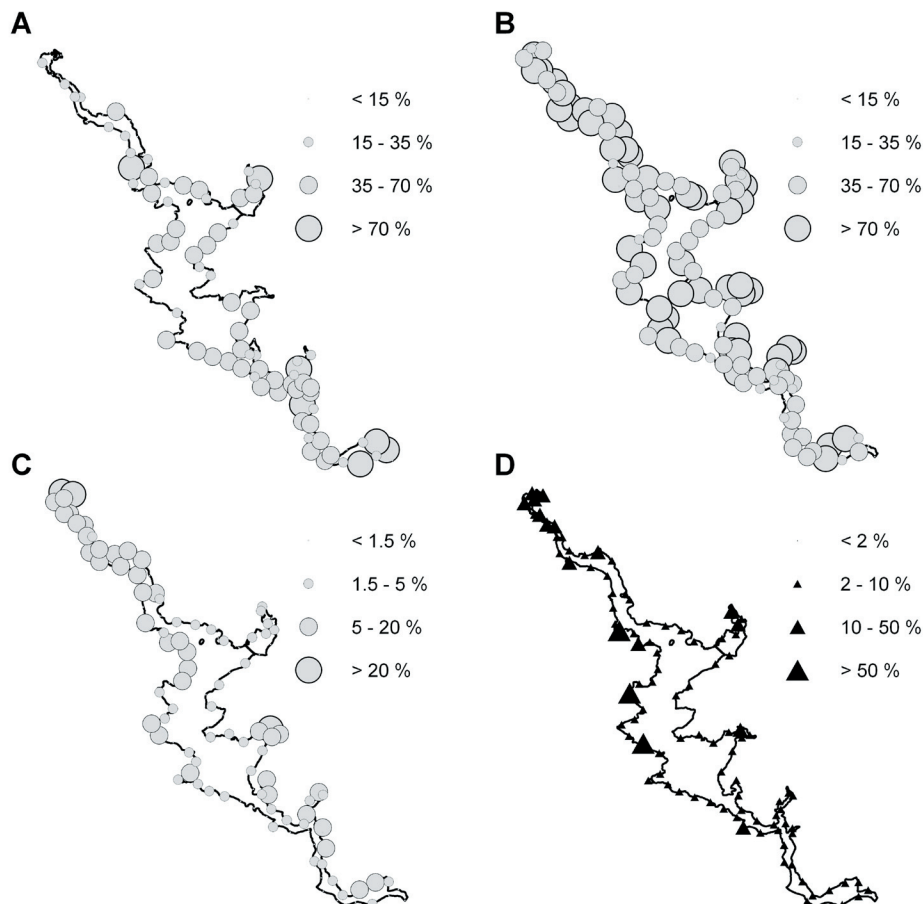 A
< 15 %
15 - 35 %
35 - 70 %
> 70 %
B
< 15 %
15 - 35 %
35 - 70 %
> 70 %
C
< 1.5 %
1.5 - 5 %
5 - 20 %
> 20 %
D
< 2 %
2 - 10 %
10 - 50 %
> 50 %